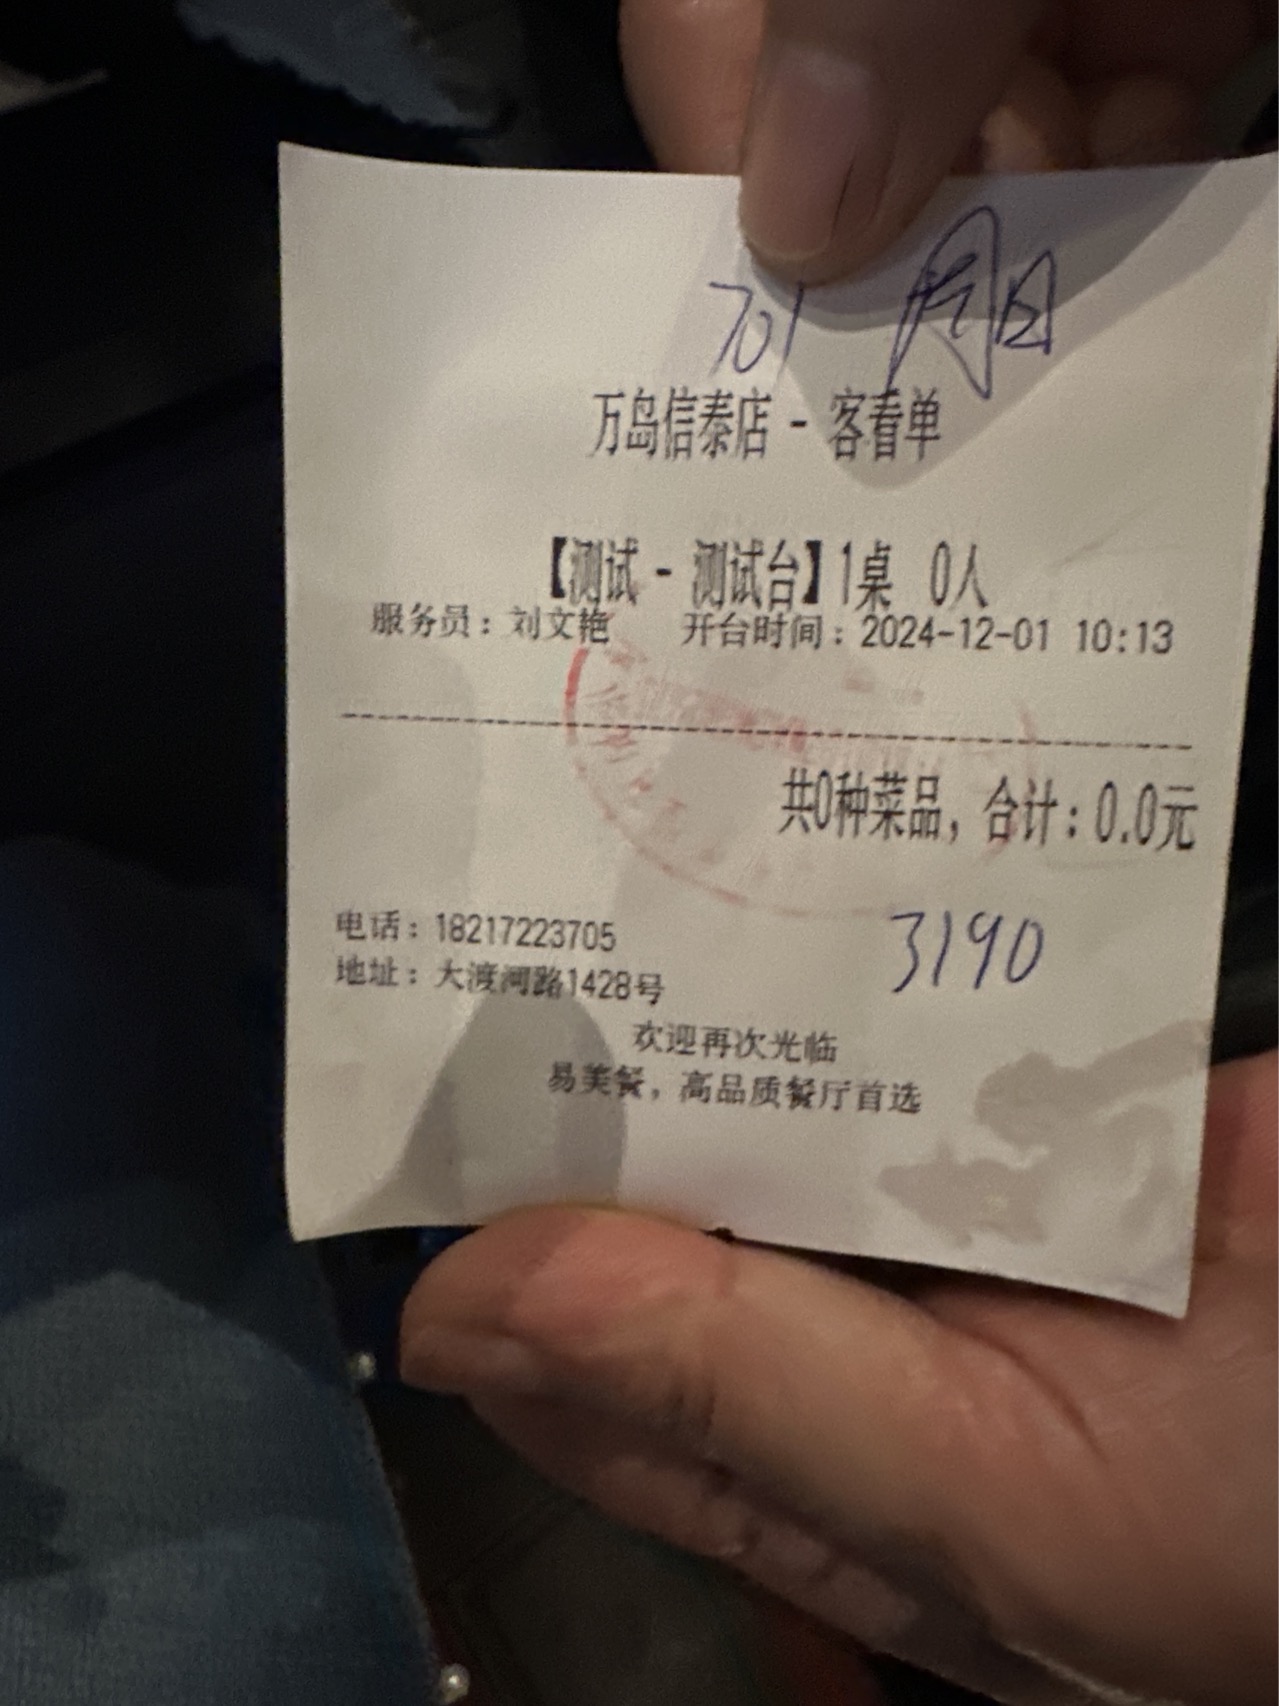 701 周日
万岛信泰店 - 客看单
【测试 - 测试台】1桌 0人
服务员：刘文艳 开台时间：2024-12-01 10:13
共0种菜品，合计：0.0元
3190
电话：18217223705
地址：大渡河路1428号
欢迎再次光临
易美餐，高品质餐厅首选